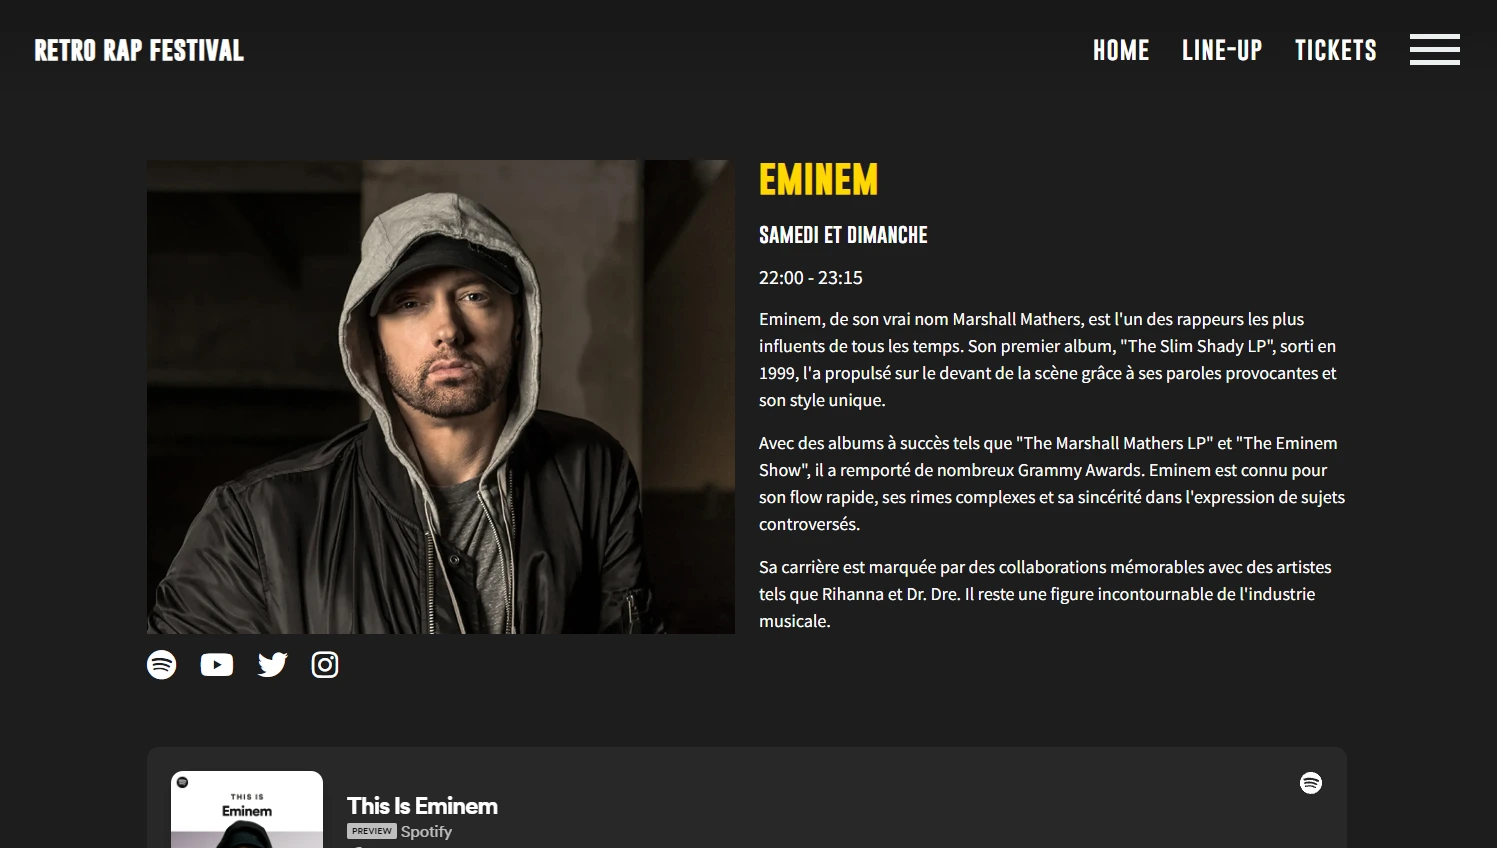 RETRO RAP FESTIVAL
HOME LINE-UP TICKETS
EMINEM
SAMEDI ET DIMANCHE
22:00 - 23:15
Eminem, de son vrai nom Marshall Mathers, est l'un des rappeurs les plus
influents de tous les temps. Son premier album, "The Slim Shady LP", sorti en
1999, l'a propulsé sur le devant de la scène grâce à ses paroles provocantes et
son style unique.
Avec des albums à succès tels que "The Marshall Mathers LP" et "The Eminem
Show", il a remporté de nombreux Grammy Awards. Eminem est connu pour
son flow rapide, ses rimes complexes et sa sincérité dans l'expression de sujets
controversés.
Sa carrière est marquée par des collaborations mémorables avec des artistes
tels que Rihanna et Dr. Dre. Il reste une figure incontournable de l'industrie
musicale.
THIS IS
Eminem
This Is Eminem
PREVIEW Spotify